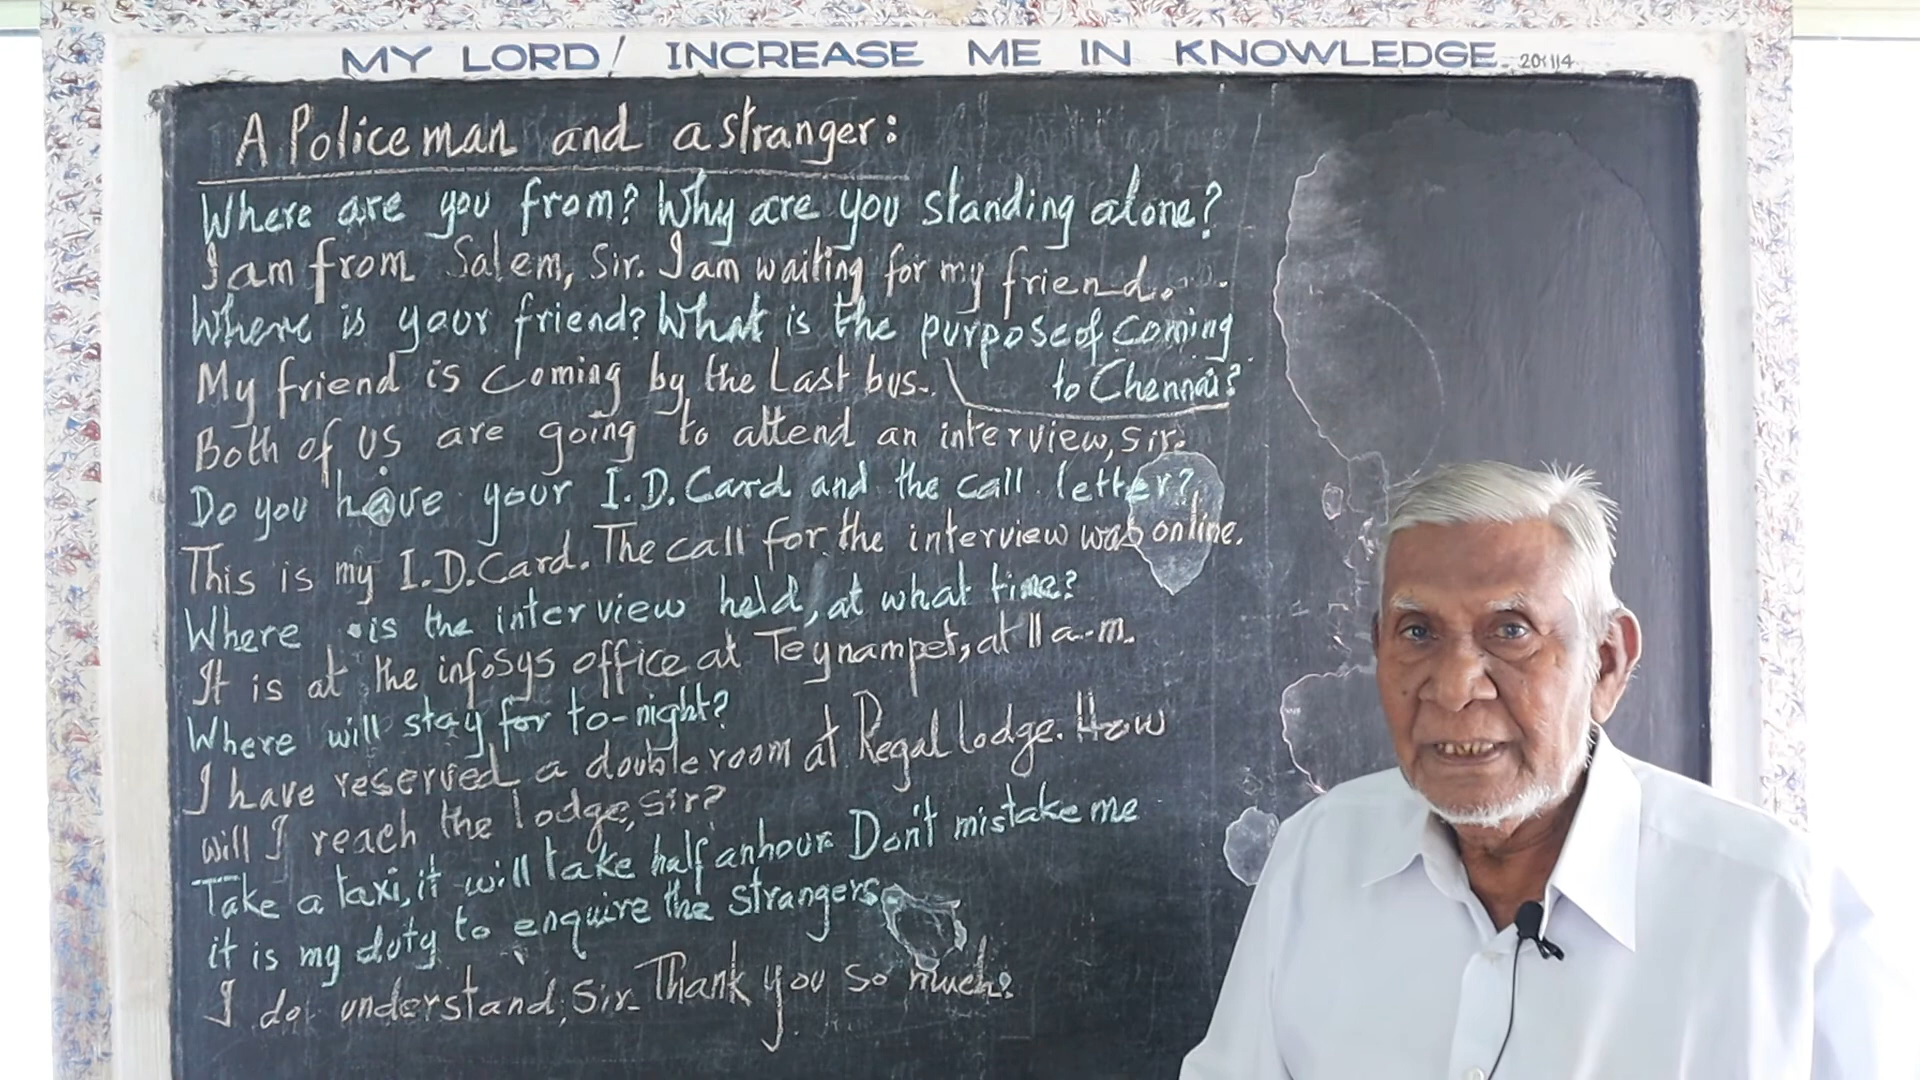 MY LORD! INCREASE ME IN KNOWLEDGE. 20:114
A Police man and a stranger:
Where are you from? Why are you standing alone?
I am from Salem, Sir. I am waiting for my friend.
Where is your friend? What is the purpose of coming
to Chennai?
My friend is coming by the last bus.
Both of us are going to attend an interview, Sir.
Do you have your I.D. Card and the call letter?
This is my I.D. Card. The call for the interview was online.
Where is the interview held, at what time?
It is at the infosys office at Teynampet, at 11 a.m.
Where will stay for to-night?
I have reserved a double room at Regal lodge. How
will I reach the lodge, Sir?
Take a taxi, it will take half an hour. Don't mistake me
it is my duty to enquire the strangers.
I do understand, Sir. Thank you so much.